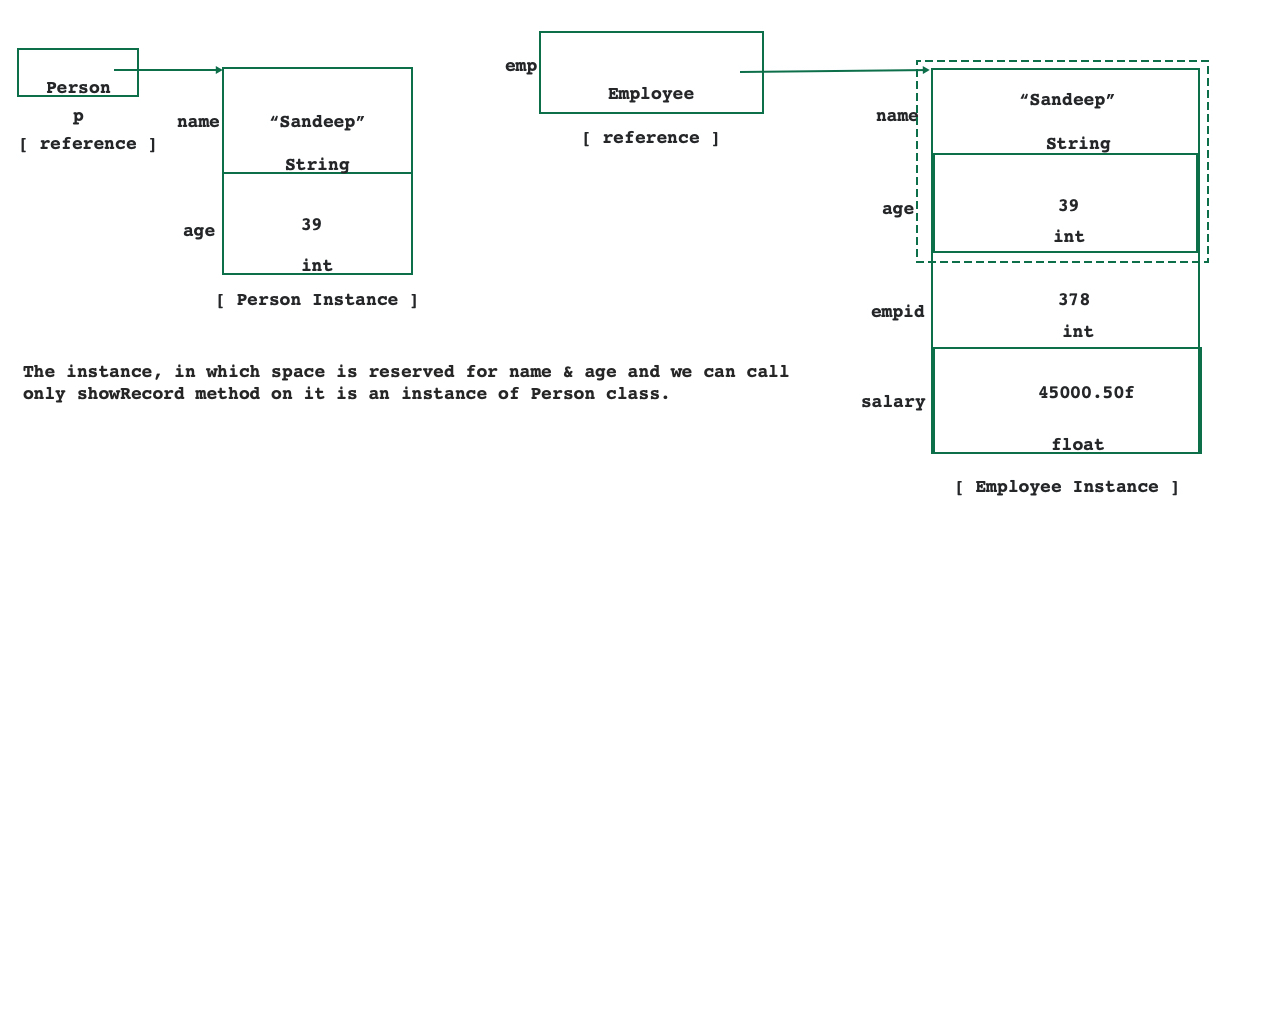 Person
p
[ reference ]
name
“Sandeep”
String
age
39
int
[ Person Instance ]
emp
Employee
[ reference ]
name
“Sandeep”
String
age
39
int
empid
378
int
salary
45000.50f
float
[ Employee Instance ]
The instance, in which space is reserved for name & age and we can call
only showRecord method on it is an instance of Person class.